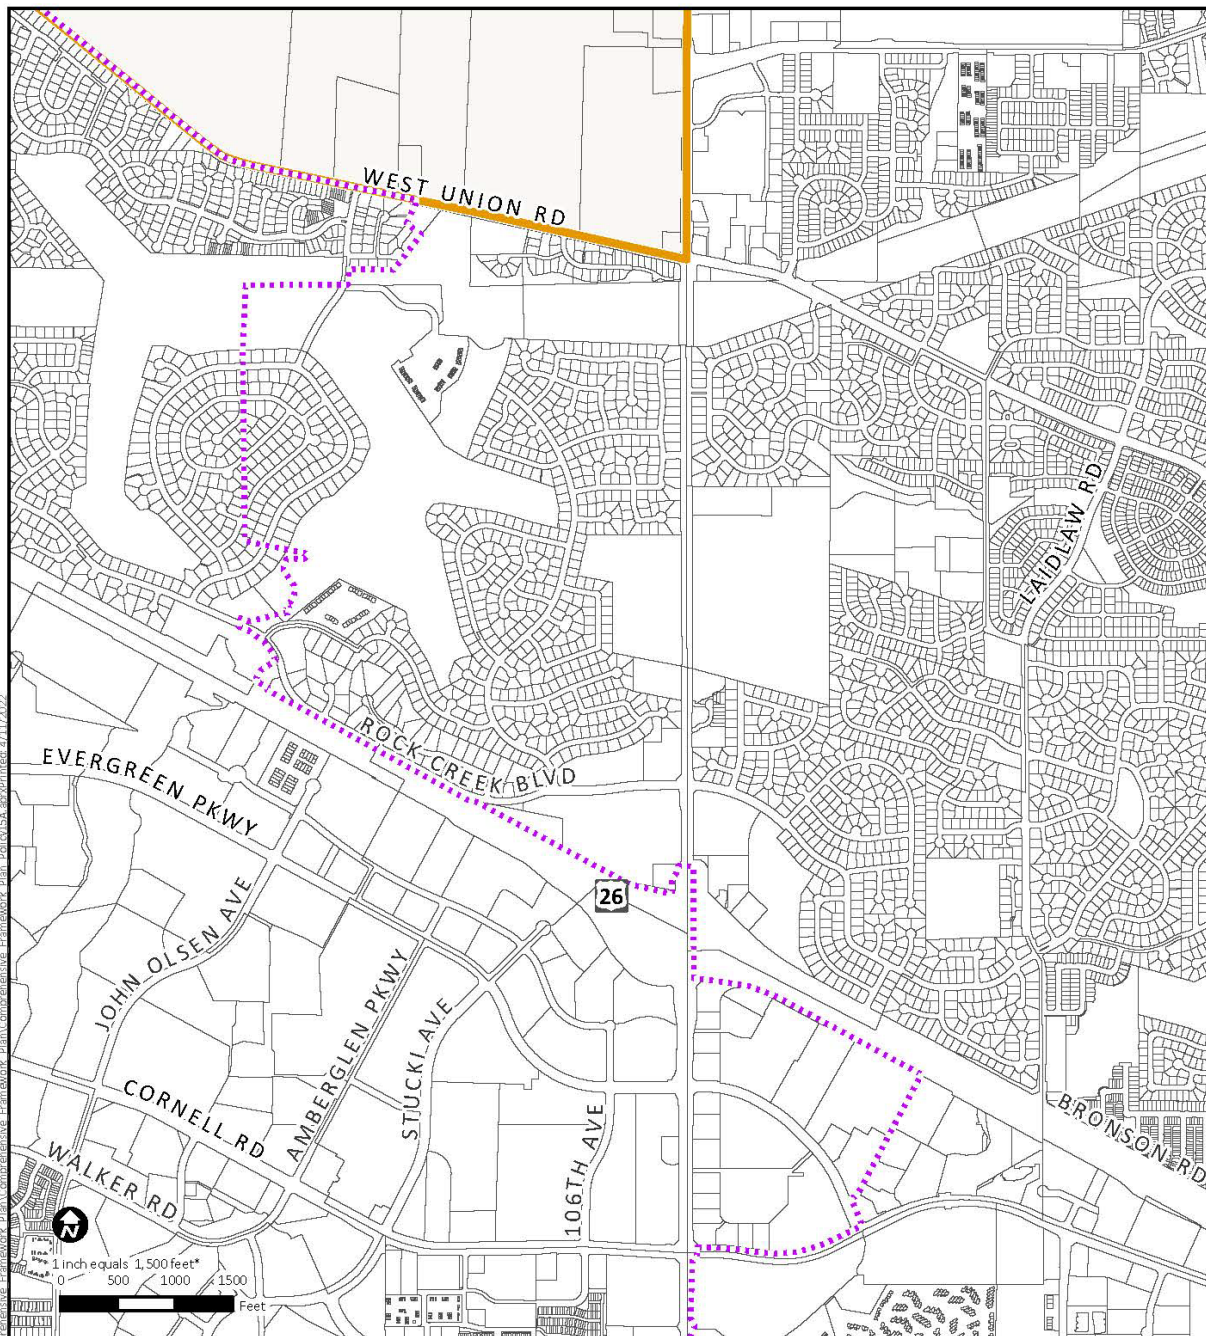 WEST UNION RD
LAIDLAW RD
ROCK CREEK BLVD
EVERGREEN PKWY
26
JOHN OLSEN AVE
AMBERGLEN PKWY
STUCKI AVE
CORNELL RD
106TH AVE
BRONSON RD
WALKER RD
N
1 inch equals 1,500 feet*
0 500 1000 1500
Feet